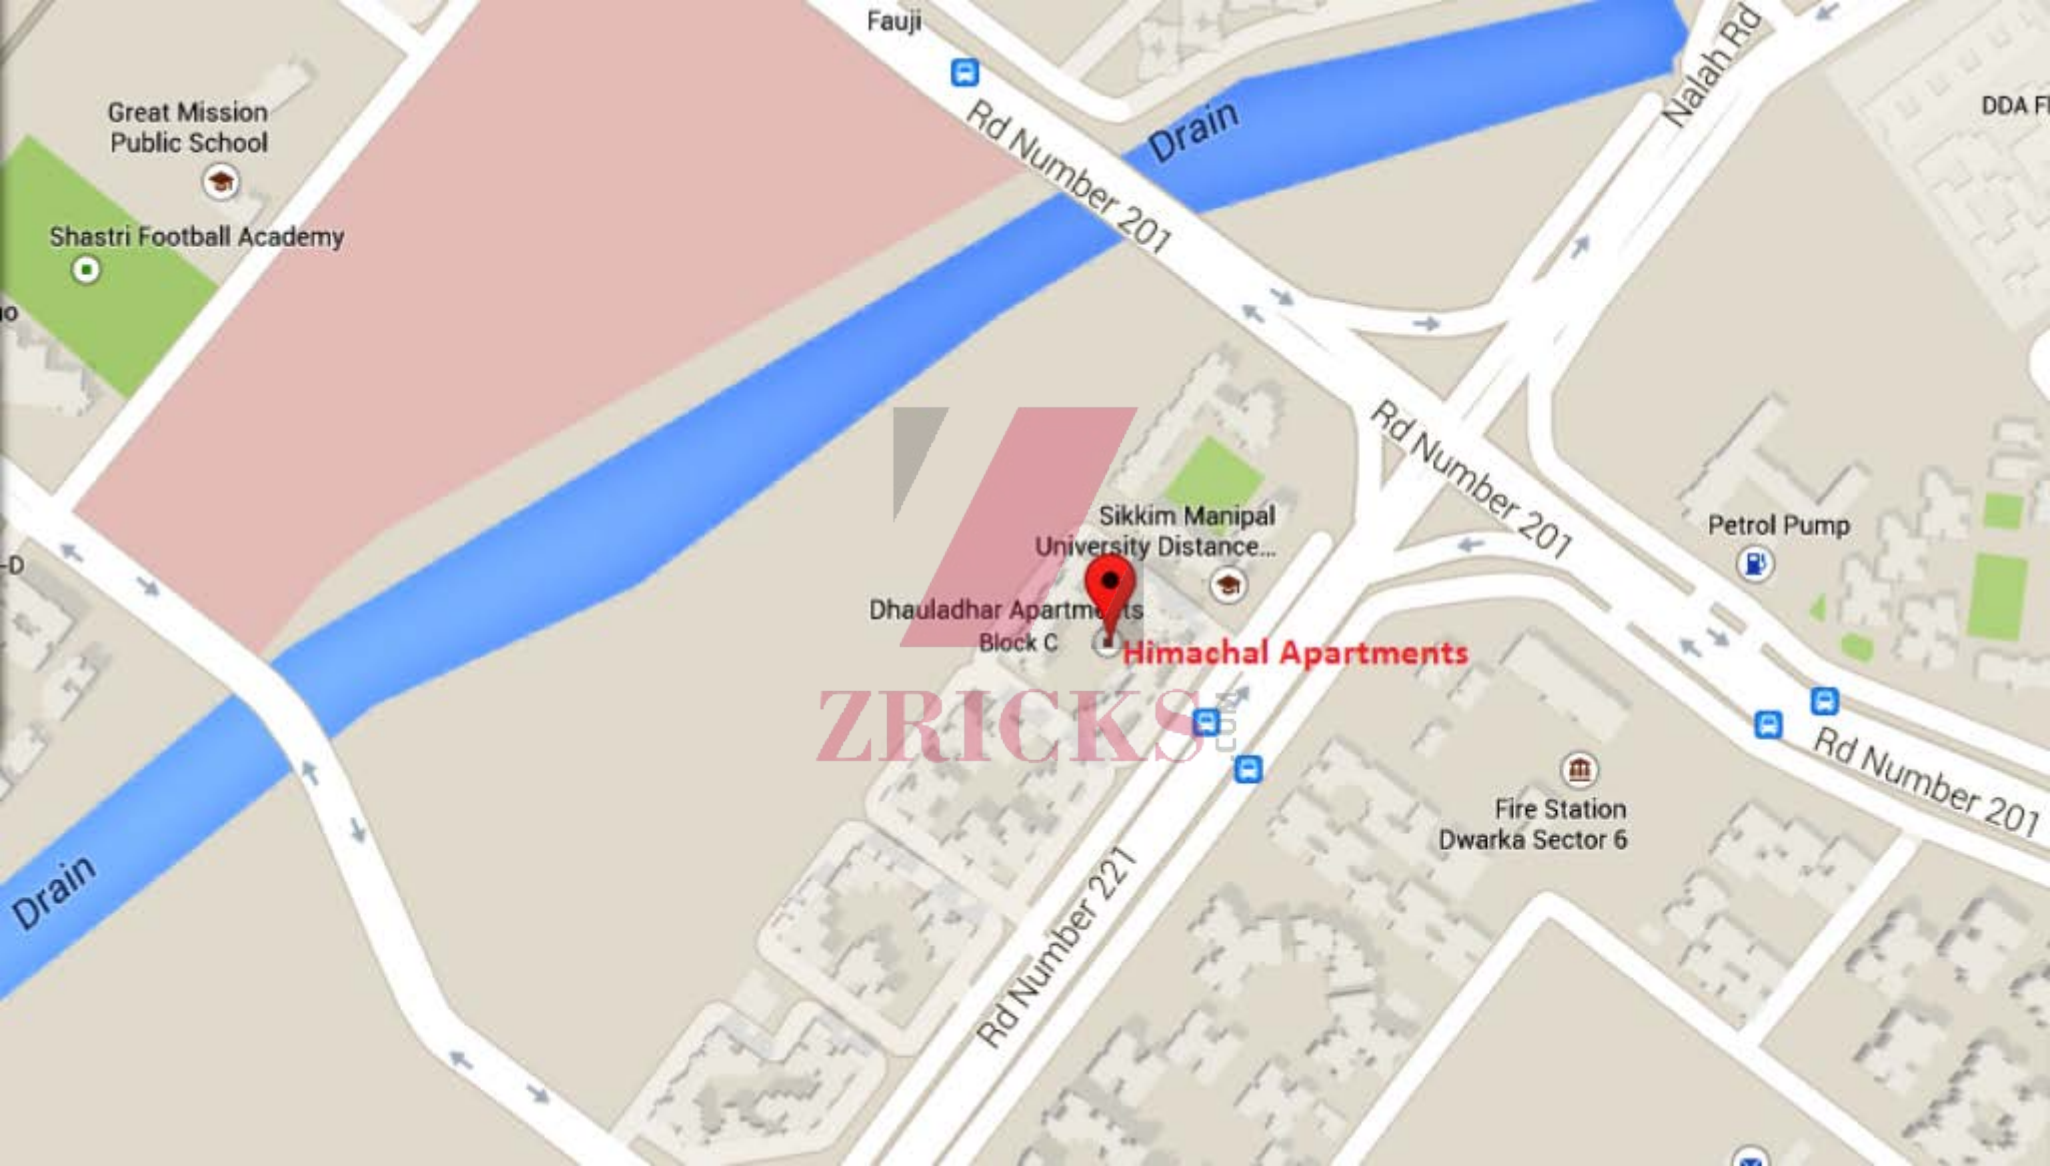 Fauji
Nalah Rd
DDA Fl
Great Mission
Public School
Drain
Rd Number 201
Shastri Football Academy
Rd Number 201
Sikkim Manipal
University Distance...
Petrol Pump
-D
Dhauladhar Apartments
Block C
Himachal Apartments
ZRICKS
.COM
Rd Number 201
Fire Station
Dwarka Sector 6
Drain
Rd Number 221